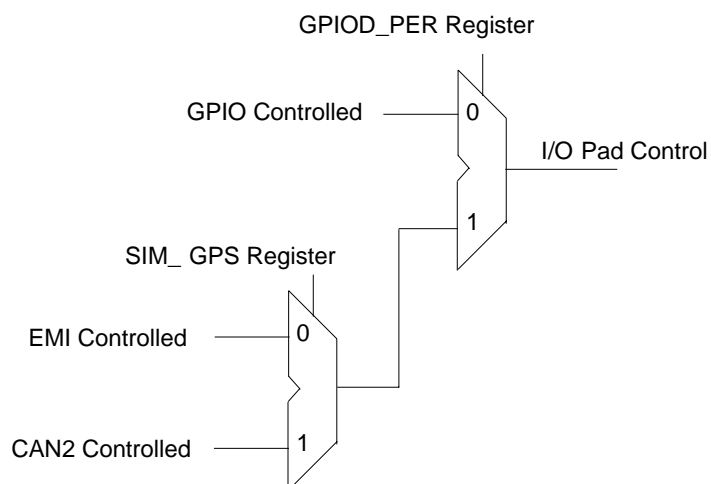 GPIOD_PER Register
GPIO Controlled
0
I/O Pad Control
1
SIM_ GPS Register
EMI Controlled
0
CAN2 Controlled
1